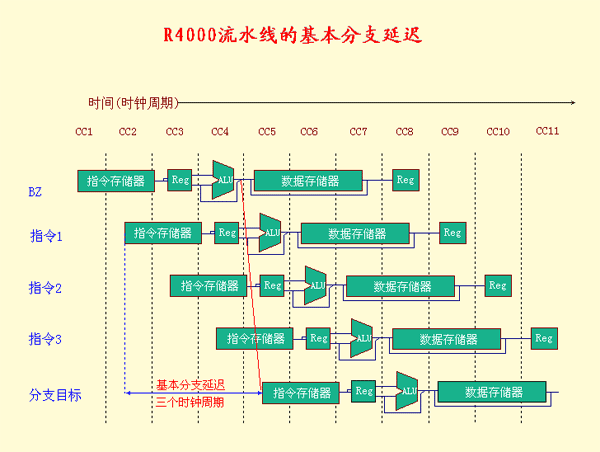 R4000流水线的基本分支延迟
时间(时钟周期)
CC1 CC2 CC3 CC4 CC5 CC6 CC7 CC8 CC9 CC10 CC11
BZ 指令存储器 Reg ALU 数据存储器 Reg
指令1 指令存储器 Reg ALU 数据存储器 Reg
指令2 指令存储器 Reg ALU 数据存储器 Reg
指令3 指令存储器 Reg ALU 数据存储器 Reg
分支目标 基本分支延迟 指令存储器 Reg ALU 数据存储器
三个时钟周期